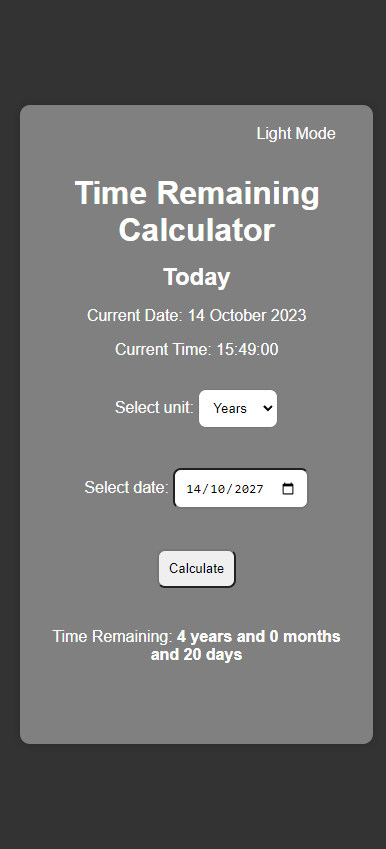 Light Mode
Time Remaining
Calculator
Today
Current Date: 14 October 2023
Current Time: 15:49:00
Select unit: Years
Select date: 14/10/2027
Calculate
Time Remaining: 4 years and 0 months
and 20 days